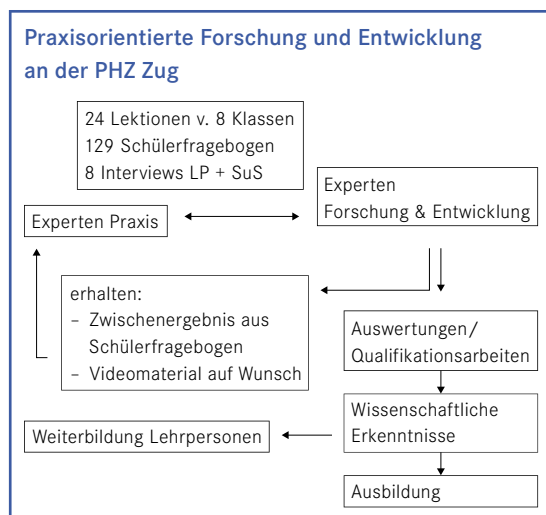 Praxisorientierte Forschung und Entwicklung
an der PHZ Zug
24 Lektionen v. 8 Klassen
129 Schülerfragebogen
8 Interviews LP + SuS
Experten
Forschung & Entwicklung
Experten Praxis
erhalten:
– Zwischenergebnis aus
Schülerfragebogen
– Videomaterial auf Wunsch
Auswertungen/
Qualifikationsarbeiten
Wissenschaftliche
Erkenntnisse
Weiterbildung Lehrpersonen
Ausbildung